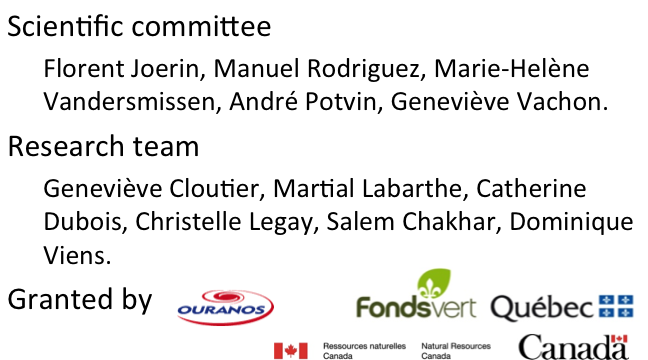 Scientific committee
Florent Joerin, Manuel Rodriguez, Marie-Helène
Vandersmissen, André Potvin, Geneviève Vachon.
Research team
Geneviève Cloutier, Martial Labarthe, Catherine
Dubois, Christelle Legay, Salem Chakhar, Dominique
Viens.
Granted by
OURANOS
Fondsvert
Québec
Ressources naturelles Canada
Natural Resources Canada
Canada